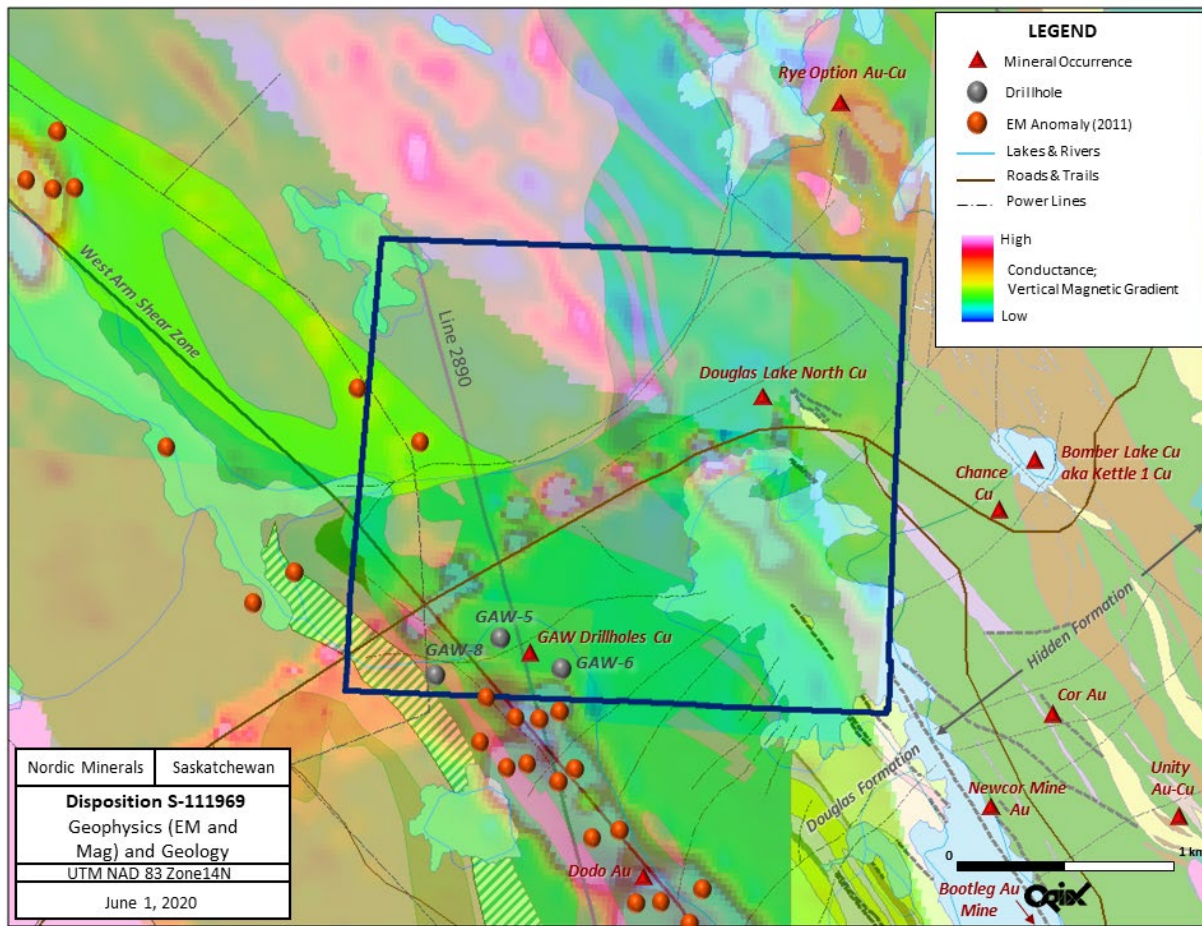 LEGEND
Mineral Occurrence
Drillhole
EM Anomaly (2011)
Lakes & Rivers
Roads & Trails
Power Lines
High
Conductance;
Vertical Magnetic Gradient
Low
Rye Option Au-Cu
West Arm Shear Zone
Line 2890
Douglas Lake North Cu
Bomber Lake Cu
aka Kettle 1 Cu
Chance
Cu
Hidden Formation
GAW-5
GAW Drillholes Cu
GAW-8
GAW-6
Cor Au
Douglas Formation
Newcor Mine
Au
Unity
Au-Cu
Dodo Au
Bootleg Au
Mine
0
1 km
Nordic Minerals
Saskatchewan
Disposition S-111969
Geophysics (EM and
Mag) and Geology
UTM NAD 83 Zone14N
June 1, 2020